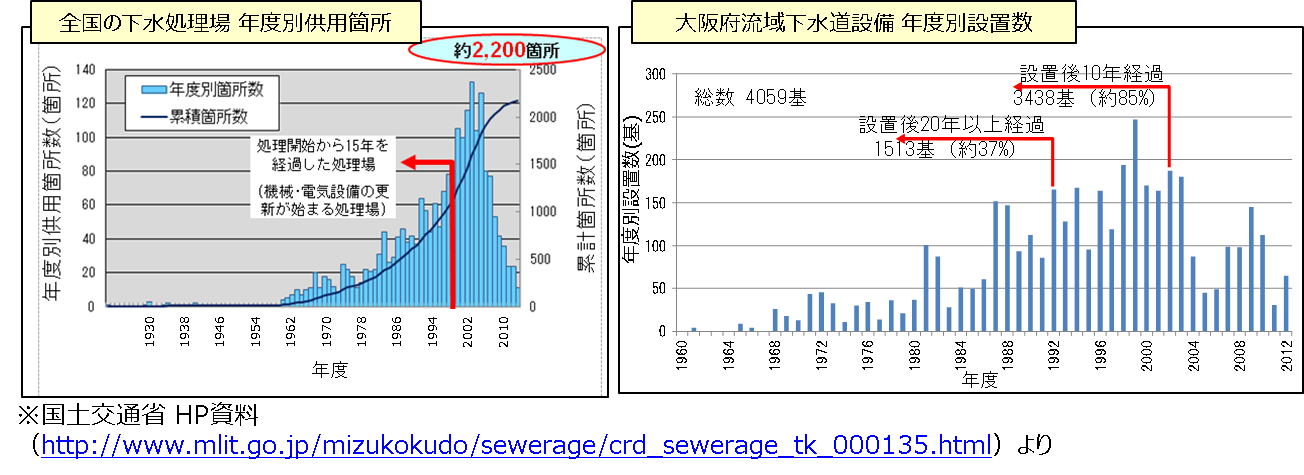 全国の下水処理場 年度別供用箇所
約2,200箇所
年度別供用箇所数(箇所)
140
120
100
80
60
40
20
0
年度別箇所数
累積箇所数
処理開始から15年を
経過した処理場
(機械・電気設備の更
新が始まる処理場)
2500
2000
1500
1000
500
0
累計箇所数(箇所)
1930
1938
1946
1954
1962
1970
1978
1986
1994
2002
2010
年度
大阪府流域下水道設備 年度別設置数
年度別設置数(基)
300
250
200
150
100
50
0
総数 4059基
設置後10年経過
3438基 (約85%)
設置後20年以上経過
1513基 (約37%)
1960
1964
1968
1972
1976
1980
1984
1988
1992
1996
2000
2004
2008
2012
年度
※国土交通省 HP資料
(http://www.mlit.go.jp/mizukokudo/sewerage/crd_sewerage_tk_000135.html) より